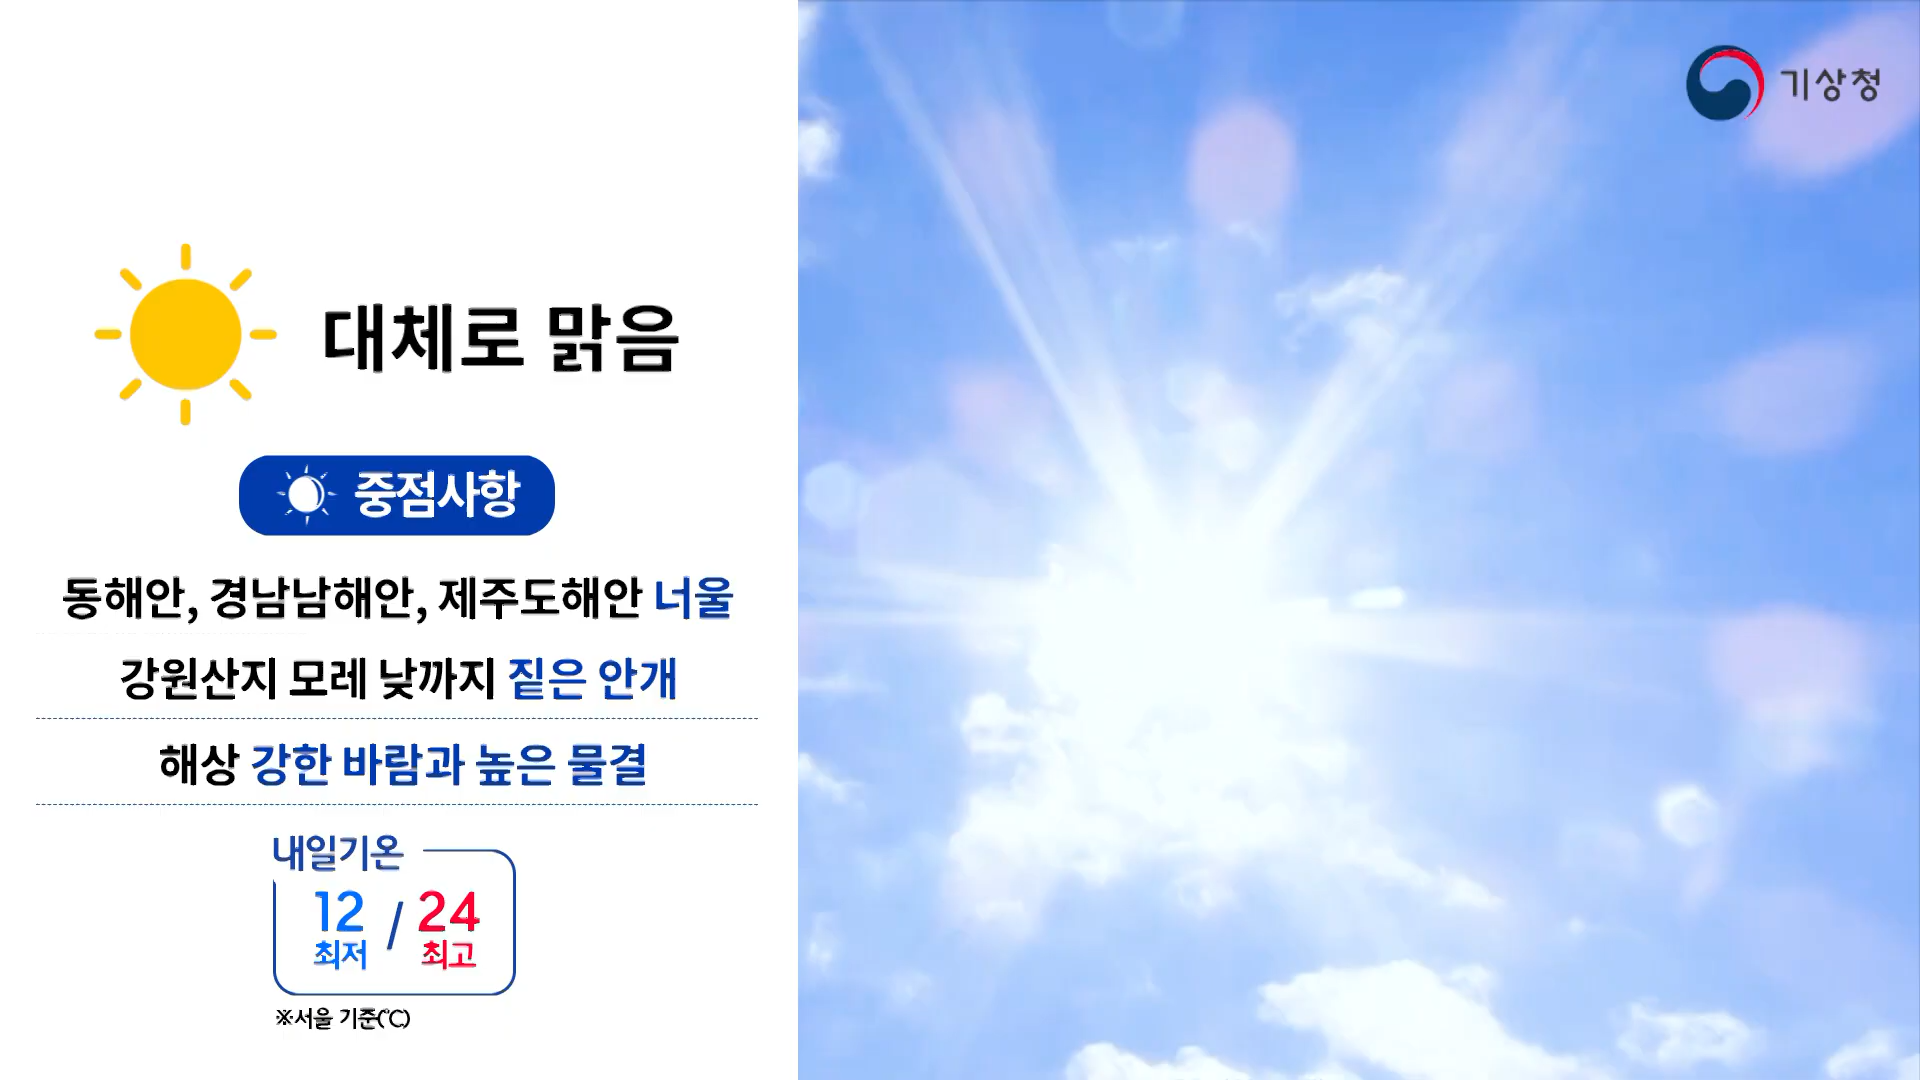 기상청
대체로 맑음
중점사항
동해안, 경남남해안, 제주도해안 너울
강원산지 모레 낮까지 짙은 안개
해상 강한 바람과 높은 물결
내일기온
12 / 24
최저 최고
※서울 기준(℃)